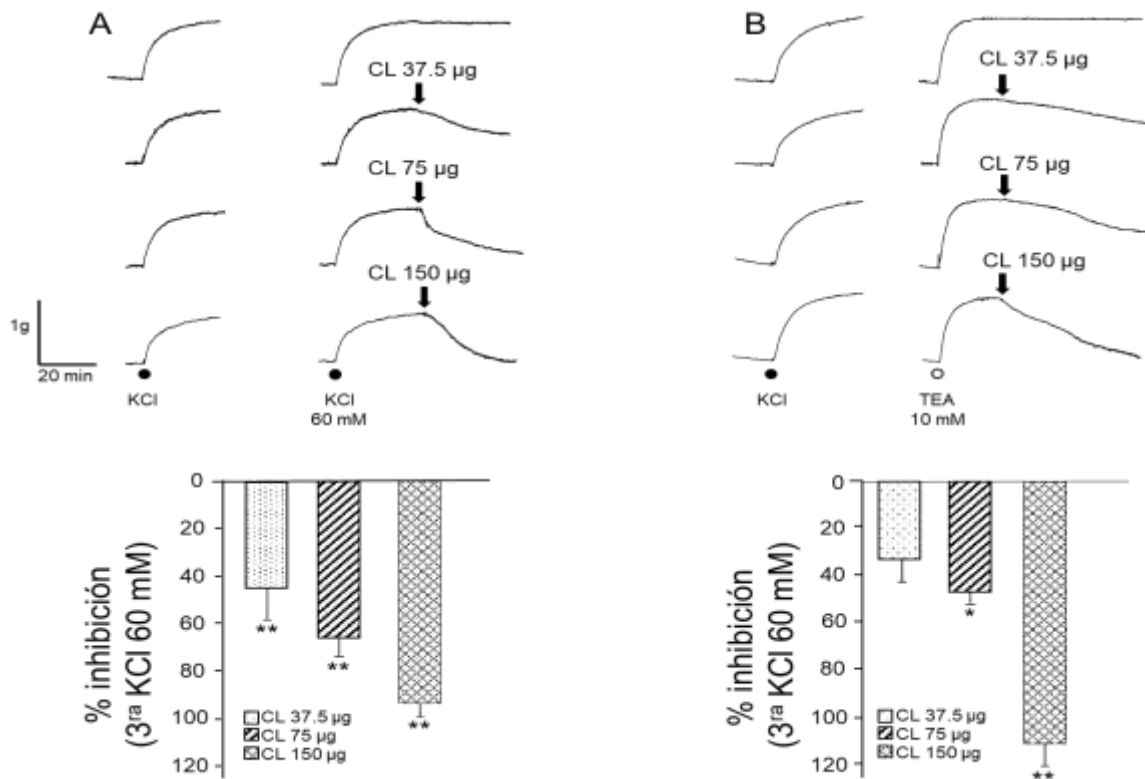 A
CL 37.5 µg
CL 75 µg
CL 150 µg
1g
20 min
KCl
KCl
60 mM
B
CL 37.5 µg
CL 75 µg
CL 150 µg
KCl
TEA
10 mM
0
20
40
60
80
100
120
% inhibición
(3ra KCl 60 mM)
**
**
**
CL 37.5 µg
CL 75 µg
CL 150 µg
0
20
40
60
80
100
120
% inhibición
(3ra KCl 60 mM)
*
**
CL 37.5 µg
CL 75 µg
CL 150 µg